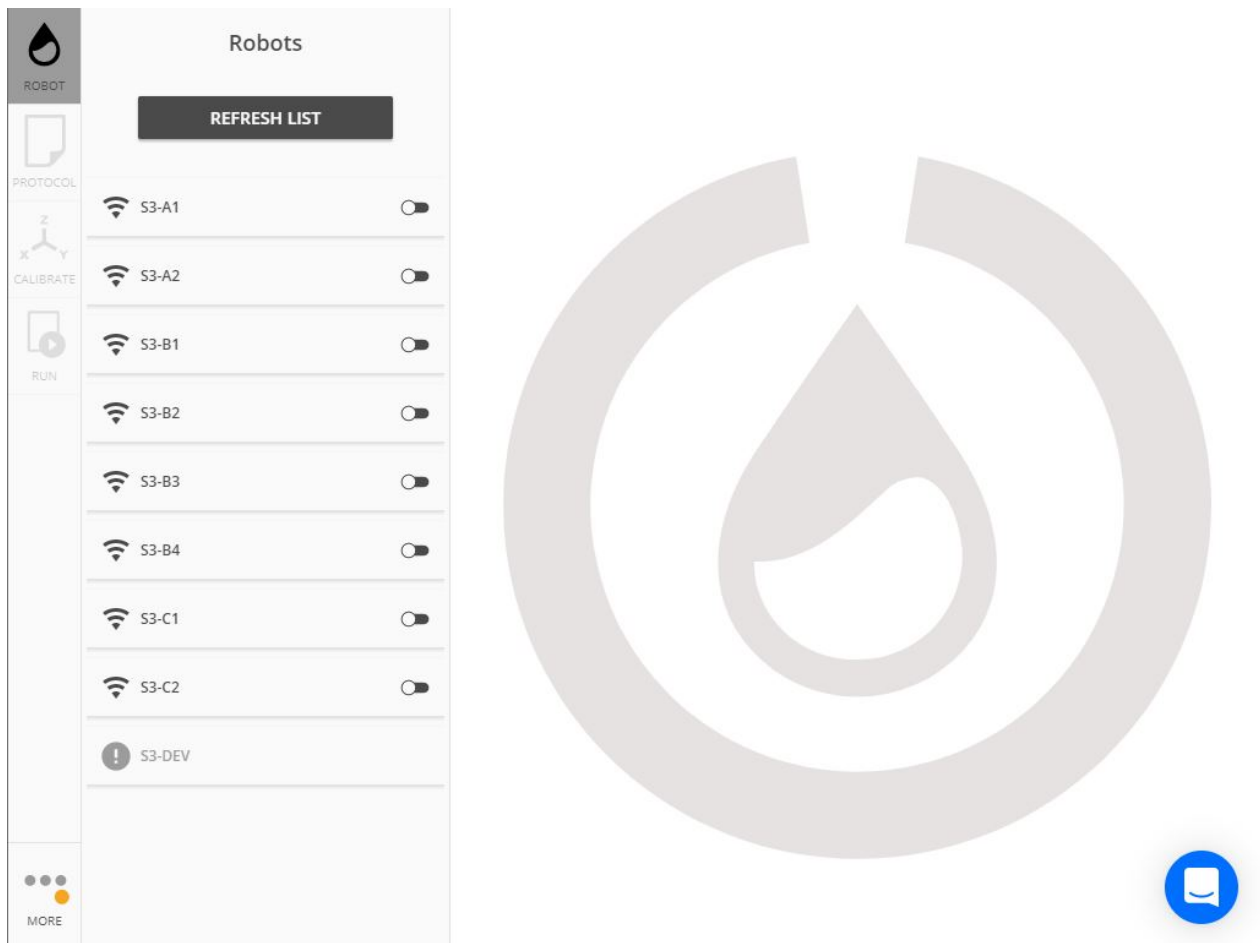 ROBOT
PROTOCOL
Z
X Y
CALIBRATE
RUN
MORE
Robots
REFRESH LIST
S3-A1
S3-A2
S3-B1
S3-B2
S3-B3
S3-B4
S3-C1
S3-C2
! S3-DEV